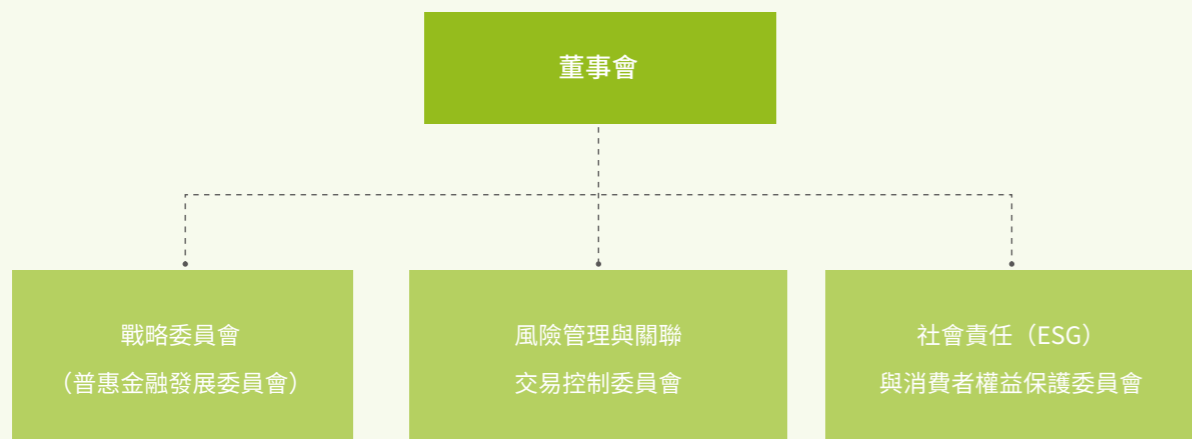 董事會
戰略委員會
（普惠金融發展委員會）
風險管理與關聯
交易控制委員會
社會責任（ESG）
與消費者權益保護委員會